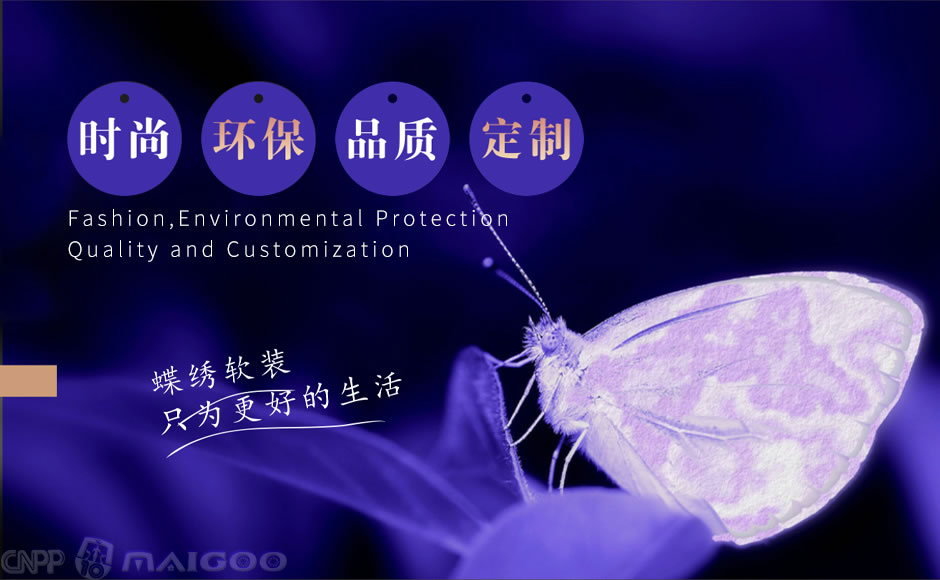 时尚 环保 品质 定制
Fashion,Environmental Protection
Quality and Customization
蝶绣软装
只为更好的生活
CNPP MAIGOO